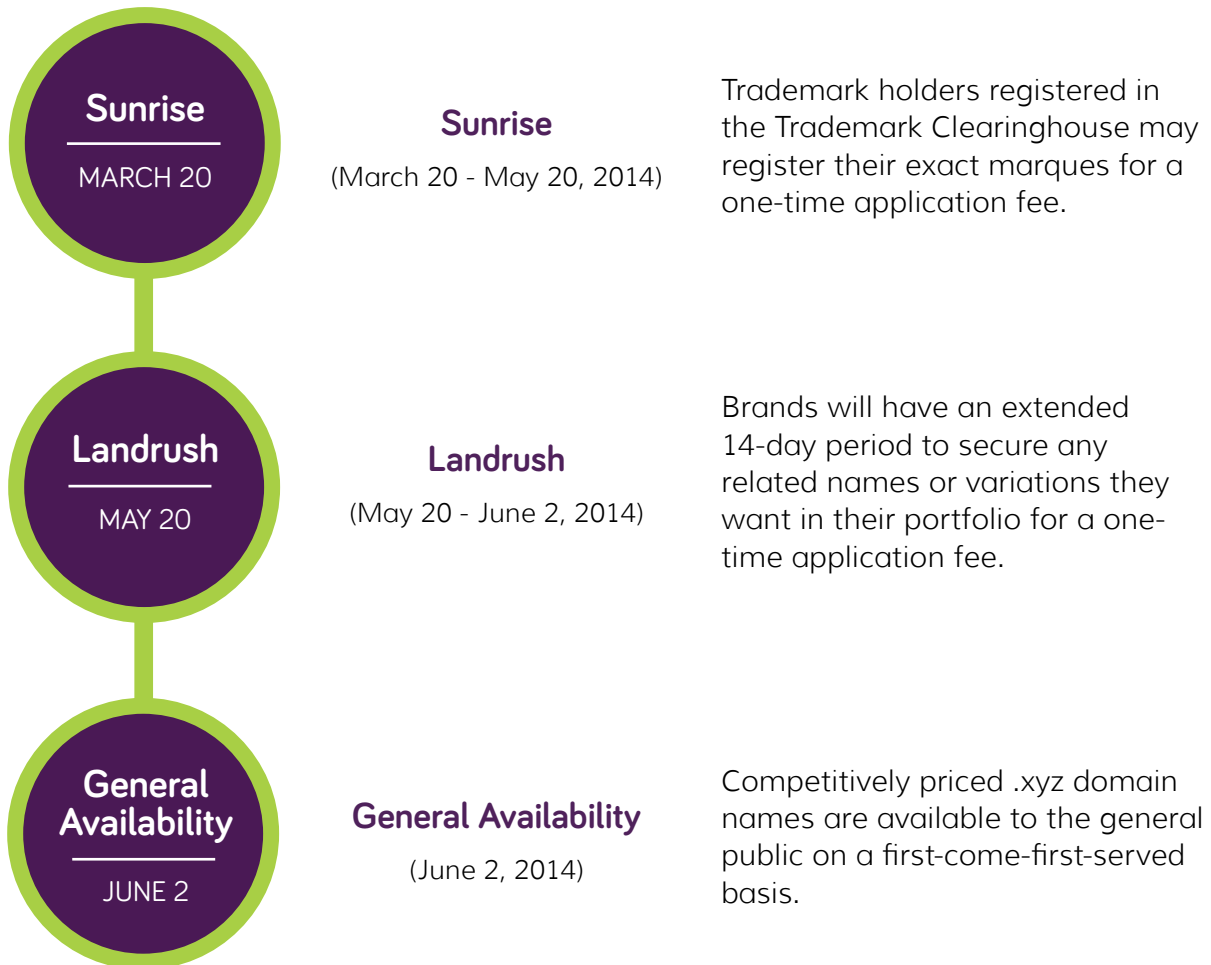 Sunrise
MARCH 20
Sunrise
(March 20 - May 20, 2014)
Trademark holders registered in
the Trademark Clearinghouse may
register their exact marques for a
one-time application fee.
Landrush
MAY 20
Landrush
(May 20 - June 2, 2014)
Brands will have an extended
14-day period to secure any
related names or variations they
want in their portfolio for a one-
time application fee.
General
Availability
JUNE 2
General Availability
(June 2, 2014)
Competitively priced .xyz domain
names are available to the general
public on a first-come-first-served
basis.